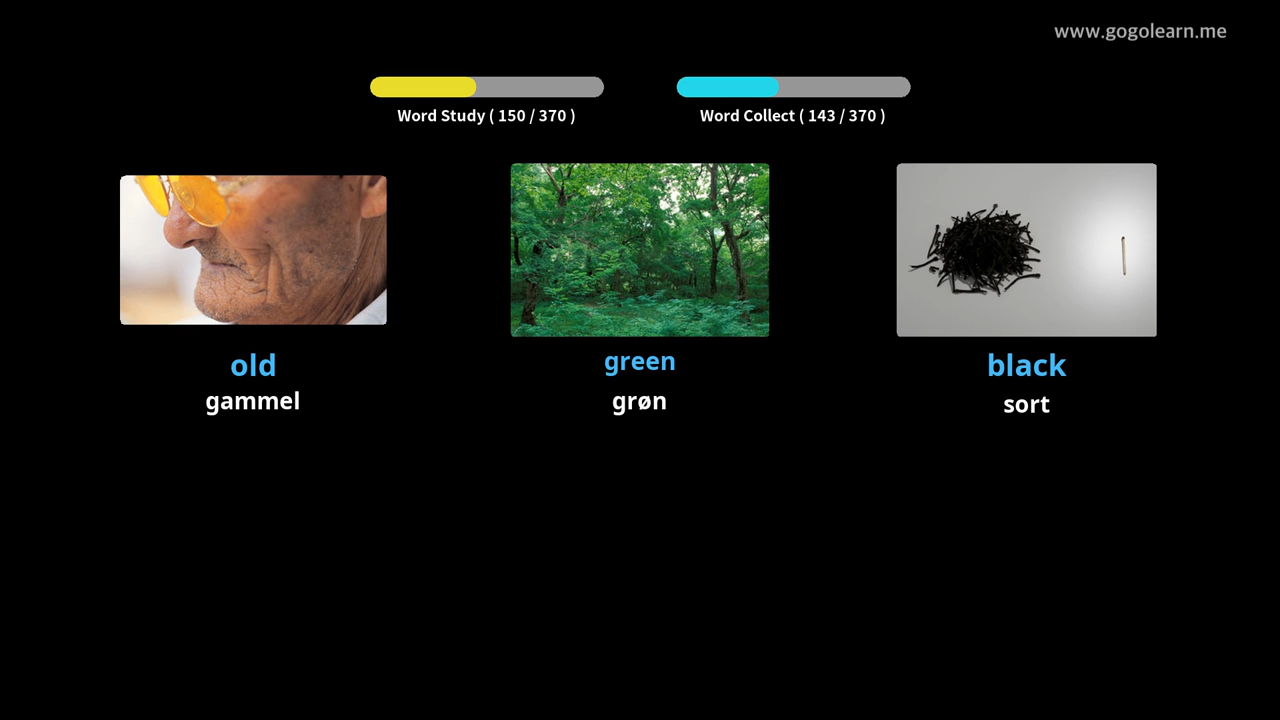 www.gogolearn.me
Word Study ( 150 / 370 )
Word Collect ( 143 / 370 )
old
gammel
green
grøn
black
sort